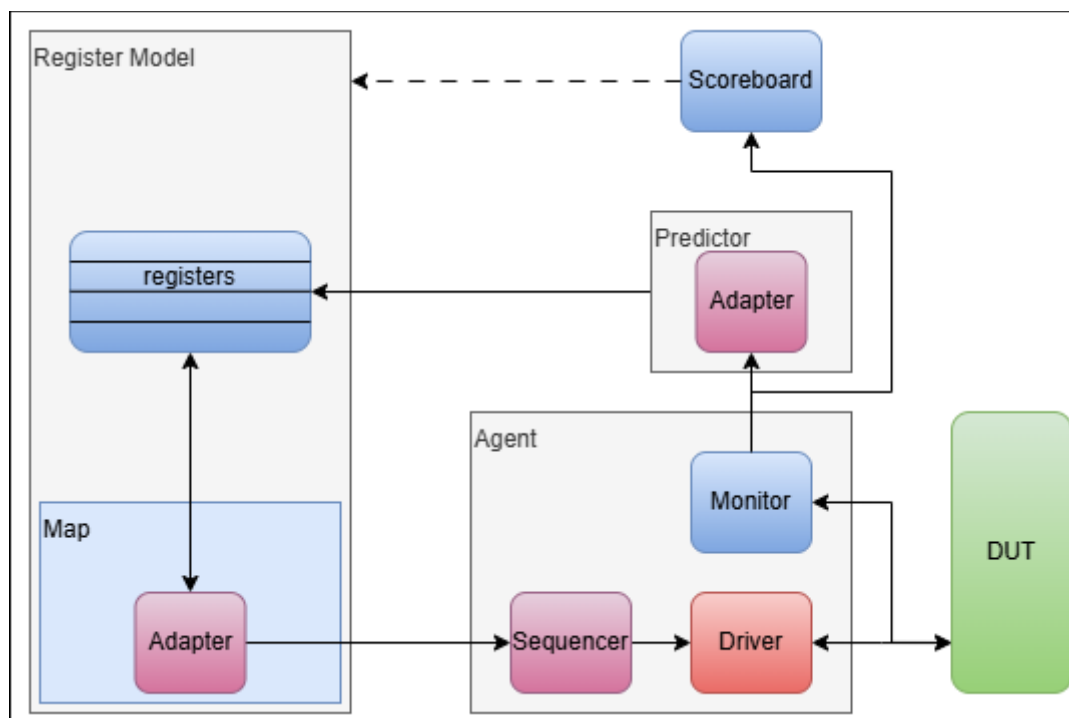 Register Model
Scoreboard
registers
Predictor
Adapter
Agent
Monitor
DUT
Map
Adapter
Sequencer
Driver